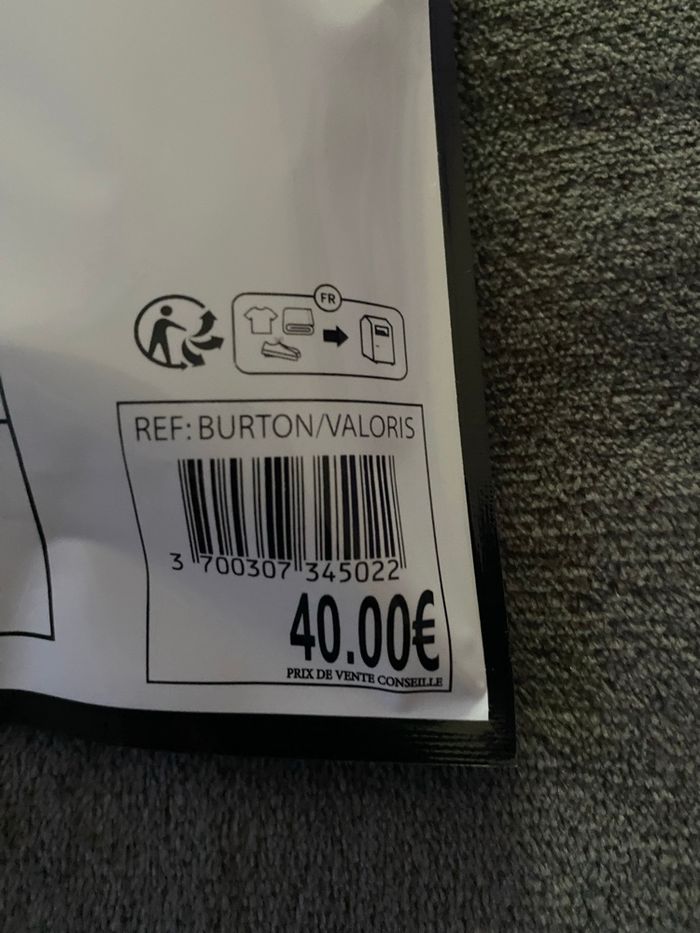 FR
REF: BURTON/VALORIS
3 700307 345022
40.00€
PRIX DE VENTE CONSEILLE